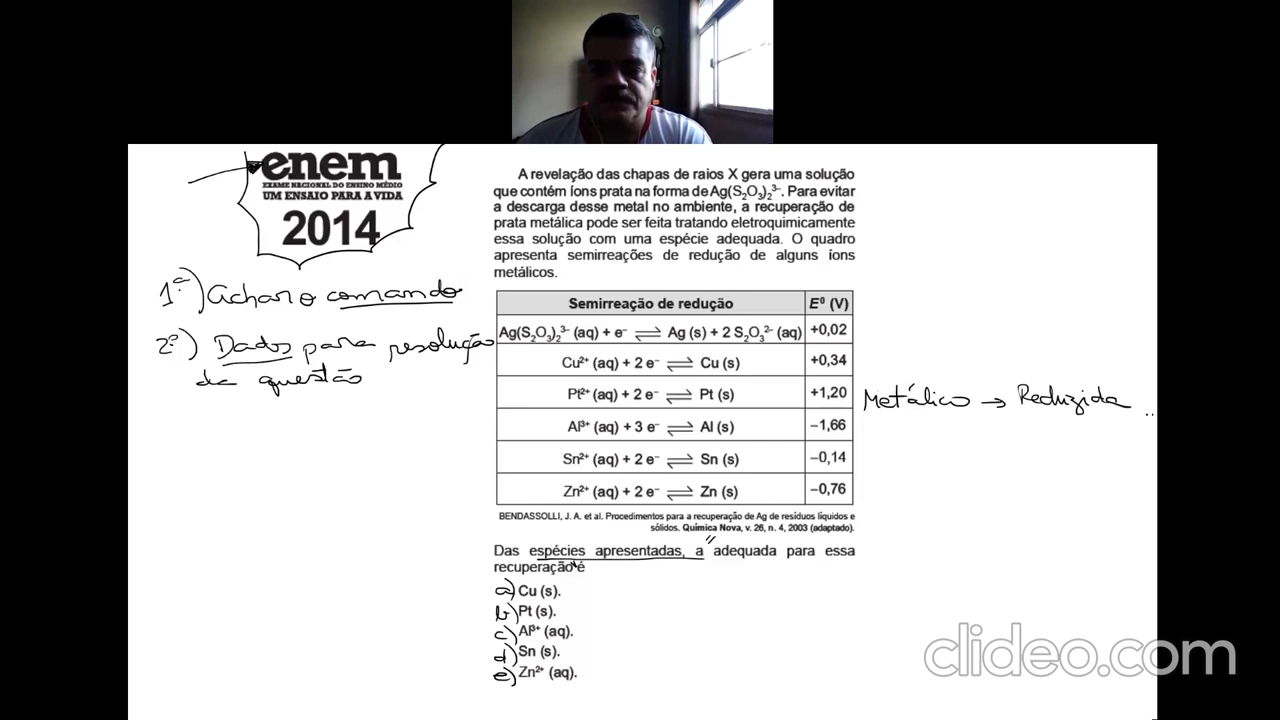 enem
EXAME NACIONAL DO ENSINO MÉDIO
UM ENSAIO PARA A VIDA
2014
1º) Achar o comando
2º) Dados para resolução
da questão
A revelação das chapas de raios X gera uma solução
que contém íons prata na forma de Ag(S₂O₃)₂³⁻. Para evitar
a descarga desse metal no ambiente, a recuperação de
prata metálica pode ser feita tratando eletroquimicamente
essa solução com uma espécie adequada. O quadro
apresenta semirreações de redução de alguns íons
metálicos.
Semirreação de redução E⁰ (V)
Ag(S₂O₃)₂³⁻ (aq) + e⁻ ⇌ Ag (s) + 2 S₂O₃²⁻ (aq) +0,02
Cu²⁺ (aq) + 2 e⁻ ⇌ Cu (s) +0,34
Pt²⁺ (aq) + 2 e⁻ ⇌ Pt (s) +1,20
Al³⁺ (aq) + 3 e⁻ ⇌ Al (s) −1,66
Sn²⁺ (aq) + 2 e⁻ ⇌ Sn (s) −0,14
Zn²⁺ (aq) + 2 e⁻ ⇌ Zn (s) −0,76
Metálico → Reduzida ..
BENDASSOLLI, J. A. et al. Procedimentos para a recuperação de Ag de resíduos líquidos e
sólidos. Química Nova, v. 26, n. 4, 2003 (adaptado).
Das espécies apresentadas, a adequada para essa
recuperação é
a) Cu (s).
b) Pt (s).
c) Al³⁺ (aq).
d) Sn (s).
e) Zn²⁺ (aq).
clideo.com